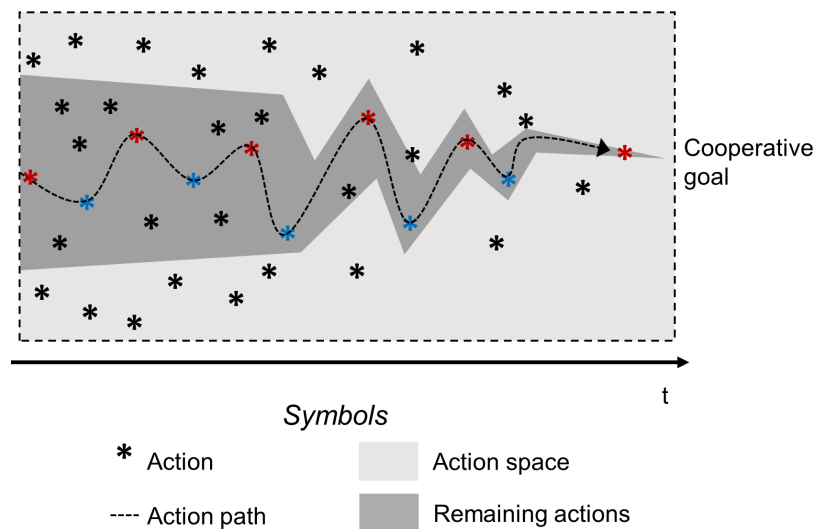 Cooperative
goal
t
Symbols
* Action
Action space
---- Action path
Remaining actions